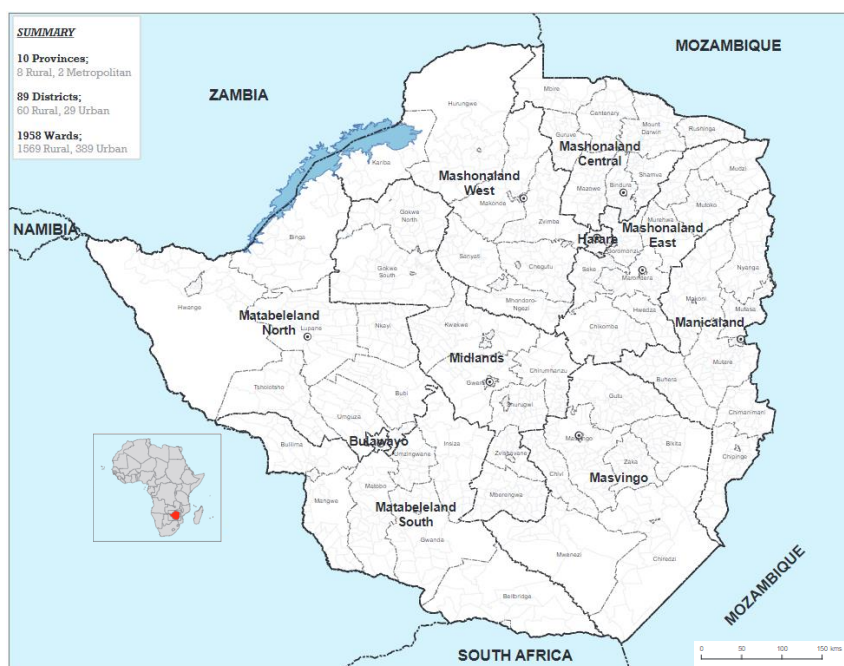 SUMMARY
10 Provinces;
8 Rural, 2 Metropolitan
89 Districts;
60 Rural, 29 Urban
1958 Wards;
1569 Rural, 389 Urban
MOZAMBIQUE
ZAMBIA
NAMIBIA
Mbire
Hurungwe
Centenary
Mount
Darwin
Rushinga
Guruve
Mashonaland
Central
Kariba
Mashonaland
West
Shamva
Mudzi
Mazowe
Bindura
Makonde
Mutoko
Gokwe
North
Zvimba
Murehwa
Mashonaland
East
Harare
Goromonzi
Binga
Sanyati
Chegutu
Seke
Marondera
Nyanga
Gokwe
South
Hwange
Mhondoro-
Ngezi
Makoni
Hwedza
Mutasa
Matabeleland
North
Lupane
Nkayi
Kwekwe
Chikomba
Manicaland
Midlands
Chirumhanzu
Mutare
Gweru
Tsholotsho
Bubi
Shurugwi
Gutu
Buhera
Umguza
Chimanimani
Bulawayo
Bulilima
Umzingwane
Insiza
Zvishavane
Masvingo
Bikita
Chipinge
Zaka
Chivi
Masvingo
Mangwe
Matobo
Mberengwa
Matabeleland
South
Gwanda
Mwenezi
Chiredzi
Beitbridge
MOZAMBIQUE
SOUTH AFRICA
0 50 100 150 kms